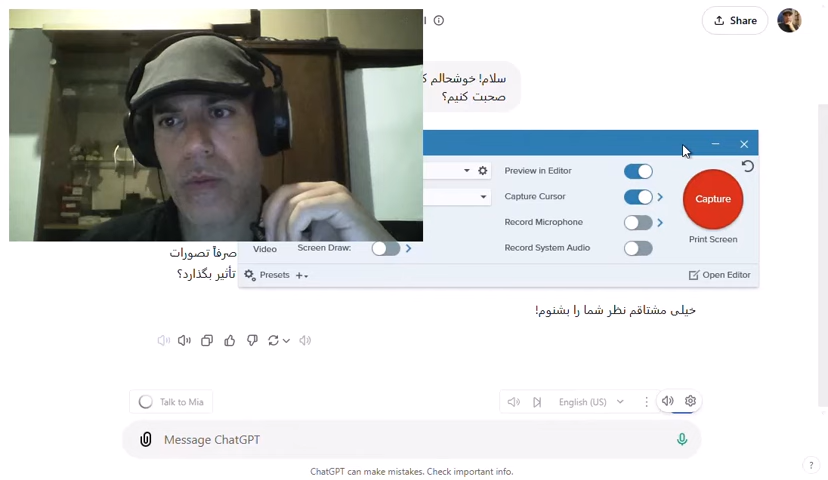 Share
سلام! خوشحالم
صحبت کنیم؟
Preview in Editor
Capture Cursor
Record Microphone
Record System Audio
Capture
Print Screen
Video
Screen Draw:
Presets
Open Editor
صرفاً تصورات
تأثیر بگذارد؟
خیلی مشتاقم نظر شما را بشنوم!
Talk to Mia
English (US)
Message ChatGPT
ChatGPT can make mistakes. Check important info.
?